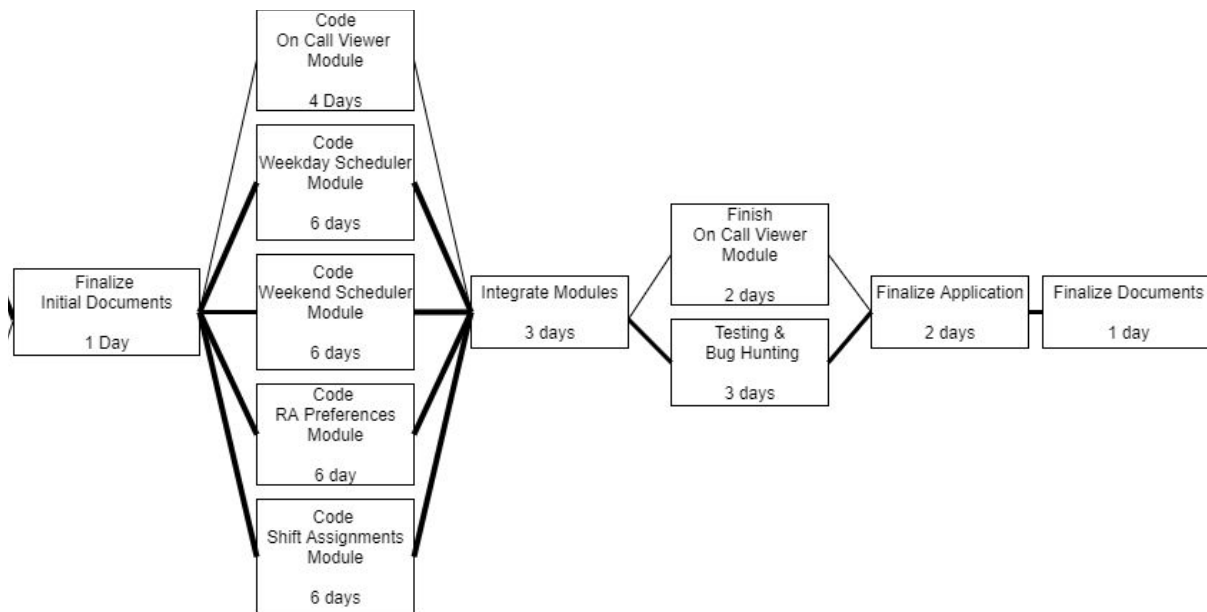 Code
On Call Viewer
Module
4 Days
Code
Weekday Scheduler
Module
6 days
Finalize
Initial Documents
1 Day
Code
Weekend Scheduler
Module
6 days
Code
RA Preferences
Module
6 day
Code
Shift Assignments
Module
6 days
Integrate Modules
3 days
Finish
On Call Viewer
Module
2 days
Testing &
Bug Hunting
3 days
Finalize Application
2 days
Finalize Documents
1 day